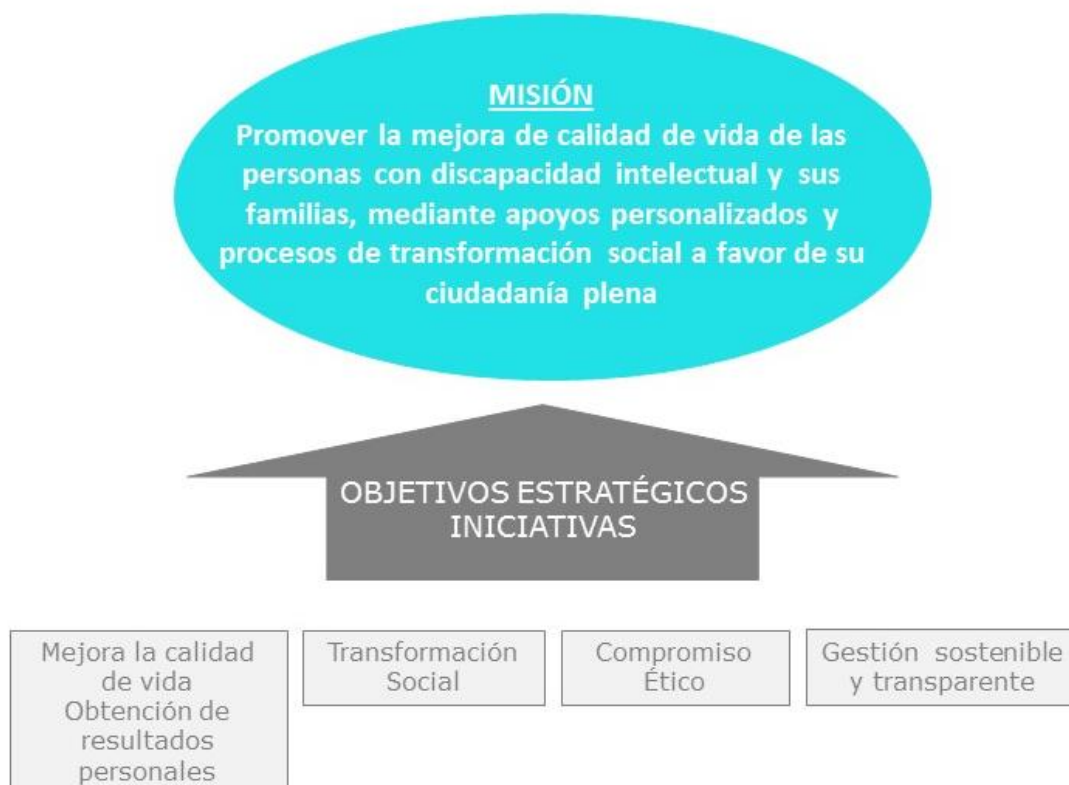 MISIÓN
Promover la mejora de calidad de vida de las
personas con discapacidad intelectual y sus
familias, mediante apoyos personalizados y
procesos de transformación social a favor de su
ciudadanía plena
OBJETIVOS ESTRATÉGICOS
INICIATIVAS
Mejora la calidad
de vida
Obtención de
resultados
personales
Transformación
Social
Compromiso
Ético
Gestión sostenible
y transparente